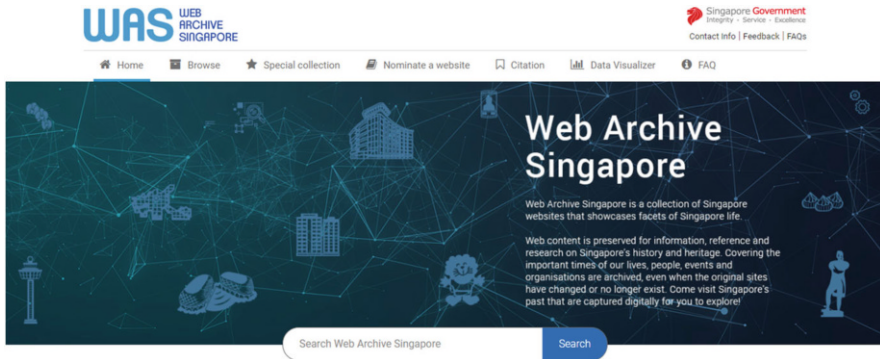 WAS WEB ARCHIVE SINGAPORE
Singapore Government
Integrity · Service · Excellence
Contact Info | Feedback | FAQs
Home Browse Special collection Nominate a website Citation Data Visualizer FAQ
Web Archive
Singapore
Web Archive Singapore is a collection of Singapore
websites that showcases facets of Singapore life.
Web content is preserved for information, reference and
research on Singapore's history and heritage. Covering the
important times of our lives, people, events and
organisations are archived, even when the original sites
have changed or no longer exist. Come visit Singapore's
past that are captured digitally for you to explore!
Search Web Archive Singapore Search